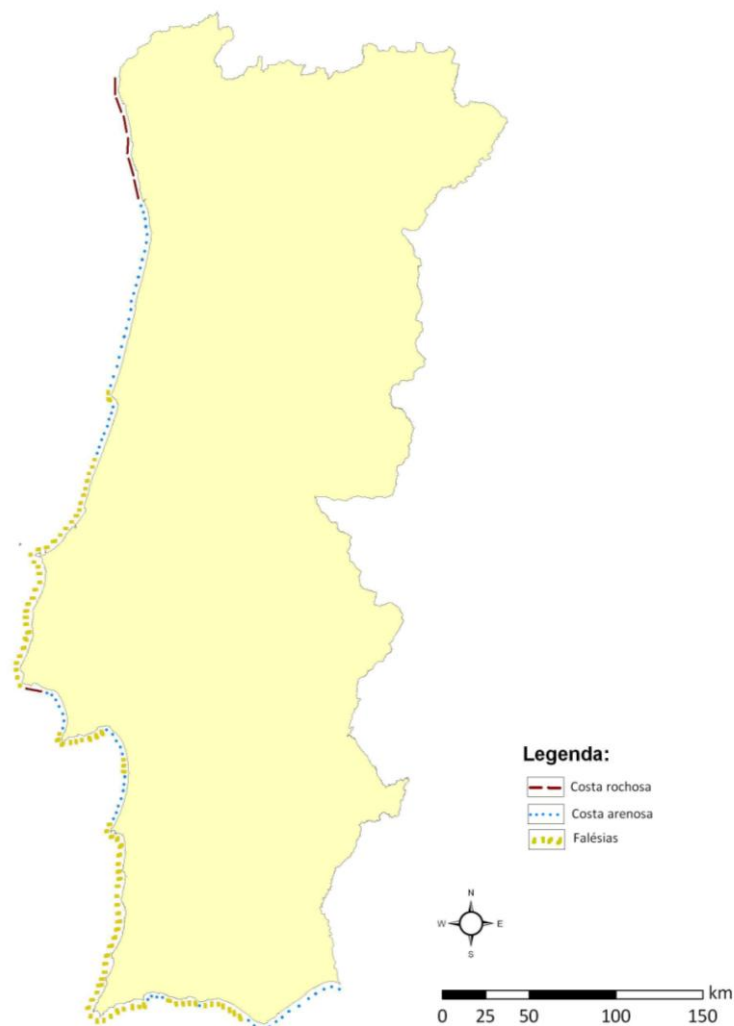 Legenda:
Costa rochosa
Costa arenosa
Falésias
N
W E
S
km
0 25 50 100 150